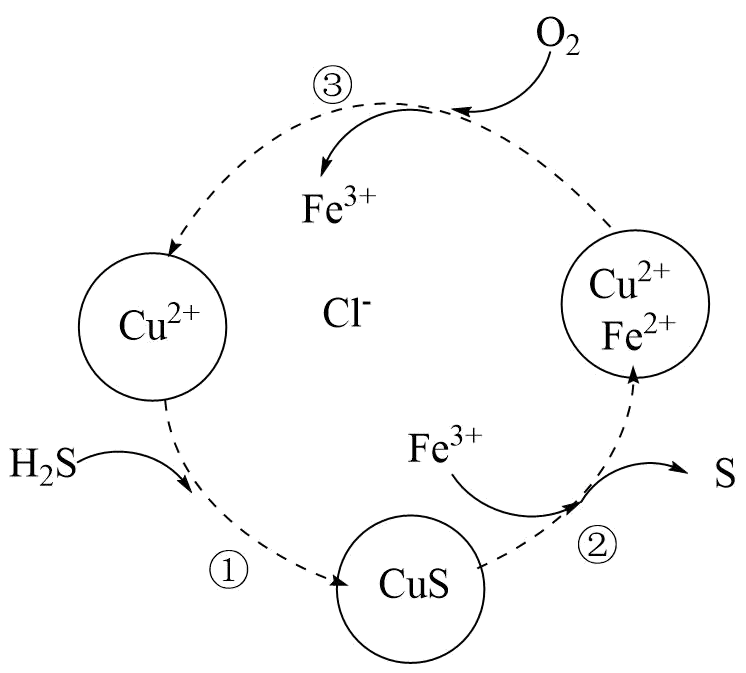 O₂
③
Fe³⁺
Cu²⁺
Fe²⁺
Cu²⁺
Cl⁻
Fe³⁺
H₂S
S
②
①
CuS